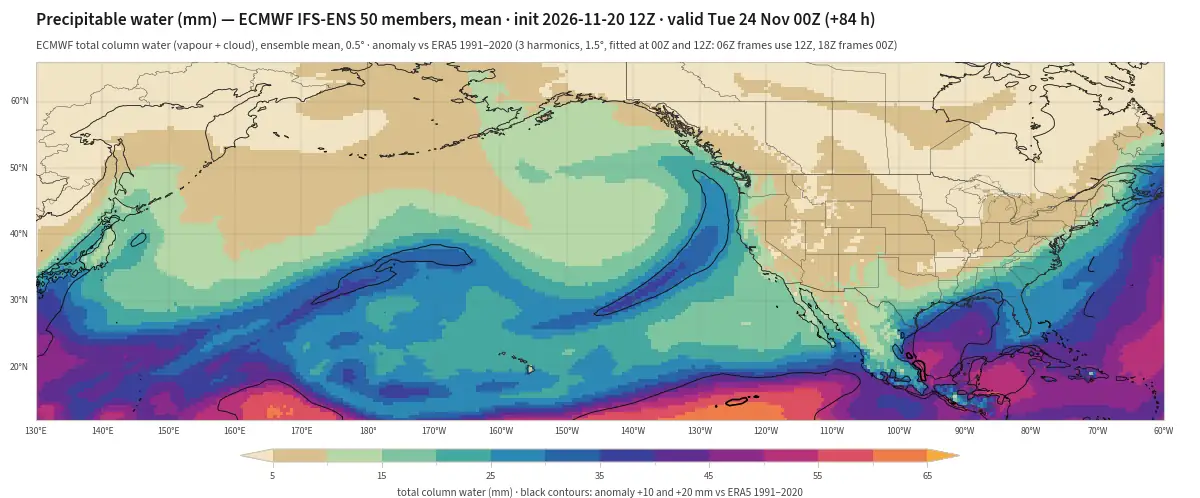 Precipitable water (mm) — ECMWF IFS-ENS 50 members, mean · init 2026-11-20 12Z · valid Tue 24 Nov 00Z (+84 h)
ECMWF total column water (vapour + cloud), ensemble mean, 0.5° · anomaly vs ERA5 1991–2020 (3 harmonics, 1.5°, fitted at 00Z and 12Z: 06Z frames use 12Z, 18Z frames 00Z)
60°N
50°N
40°N
30°N
20°N
130°E 140°E 150°E 160°E 170°E 180° 170°W 160°W 150°W 140°W 130°W 120°W 110°W 100°W 90°W 80°W 70°W 60°W
5 15 25 35 45 55 65
total column water (mm) · black contours: anomaly +10 and +20 mm vs ERA5 1991–2020